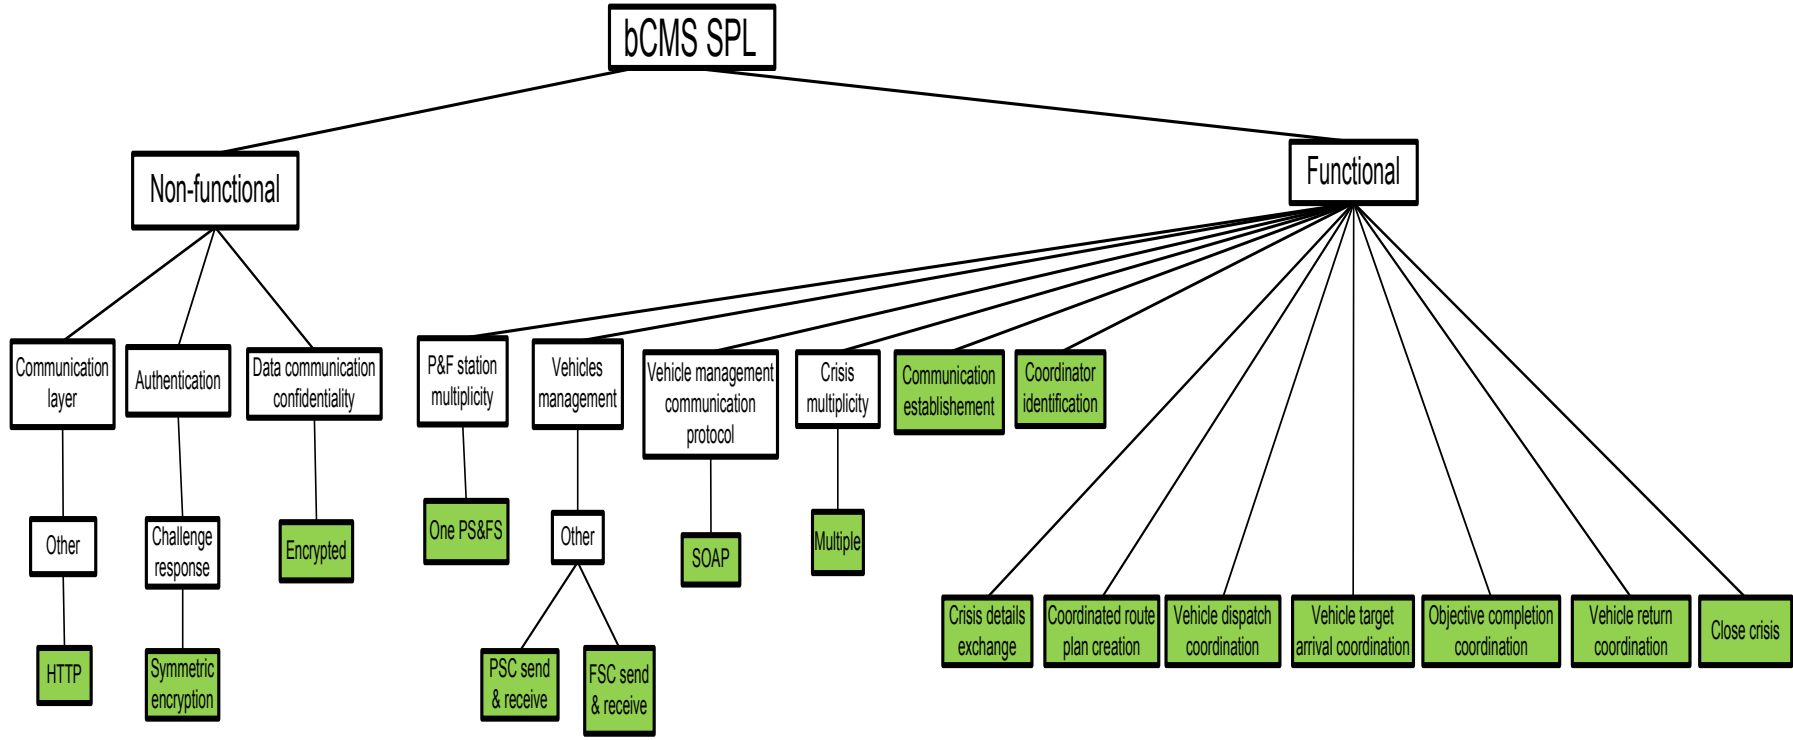 bCMS SPL
Non-functional
Functional
Communication
layer
Authentication
Data communication
confidentiality
P&F station
multiplicity
Vehicles
management
Vehicle management
communication
protocol
Crisis
multiplicity
Communication
establishement
Coordinator
identification
Other
Challenge
response
Encrypted
One PS&FS
Other
SOAP
Multiple
HTTP
Symmetric
encryption
PSC send
& receive
FSC send
& receive
Crisis details
exchange
Coordinated route
plan creation
Vehicle dispatch
coordination
Vehicle target
arrival coordination
Objective completion
coordination
Vehicle return
coordination
Close crisis